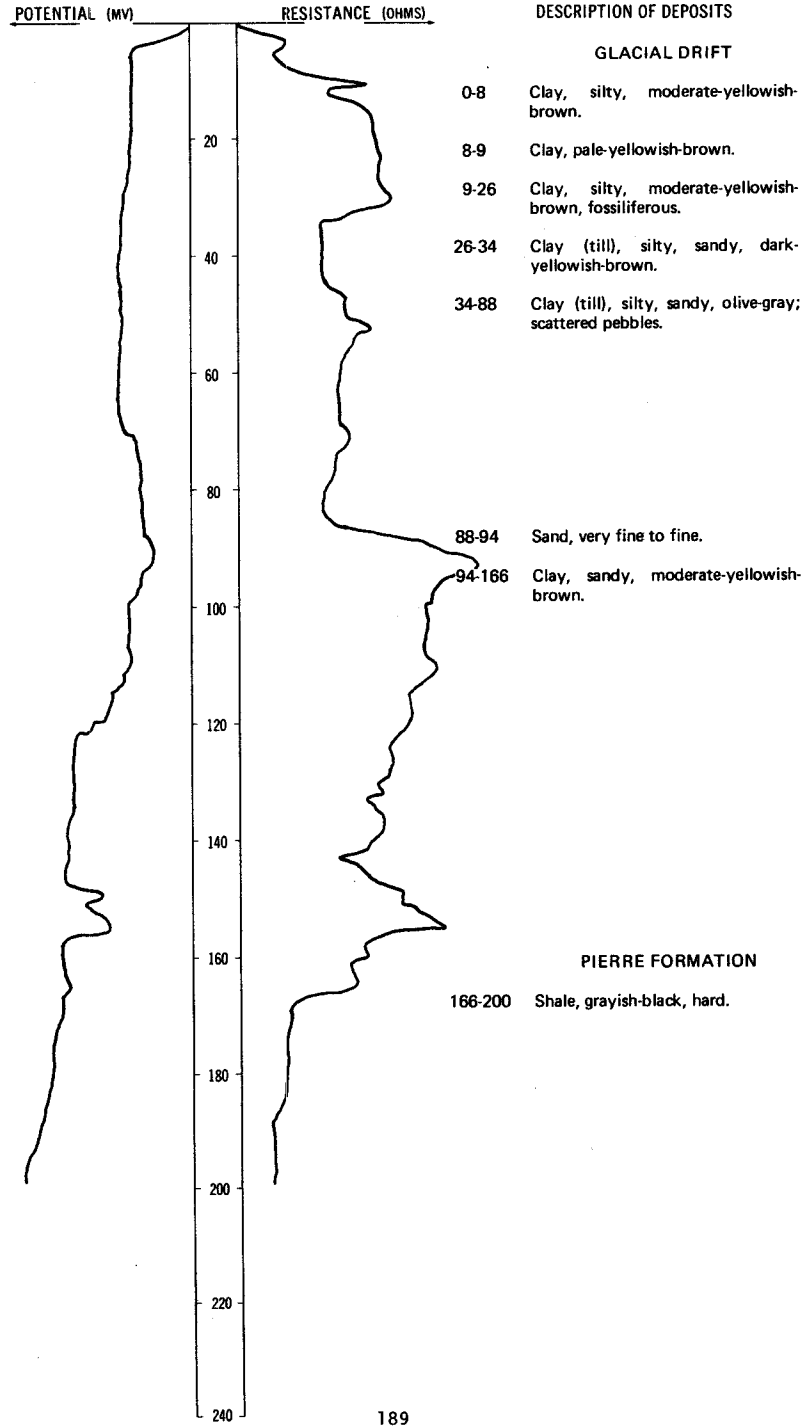 POTENTIAL (MV) RESISTANCE (OHMS) DESCRIPTION OF DEPOSITS
GLACIAL DRIFT
0-8 Clay, silty, moderate-yellowish-
brown.
20
8-9 Clay, pale-yellowish-brown.
9-26 Clay, silty, moderate-yellowish-
brown, fossiliferous.
26-34 Clay (till), silty, sandy, dark-
yellowish-brown.
40
34-88 Clay (till), silty, sandy, olive-gray;
scattered pebbles.
60
80
88-94 Sand, very fine to fine.
94-166 Clay, sandy, moderate-yellowish-
brown.
100
120
140
160
PIERRE FORMATION
166-200 Shale, grayish-black, hard.
180
200
220
240
189